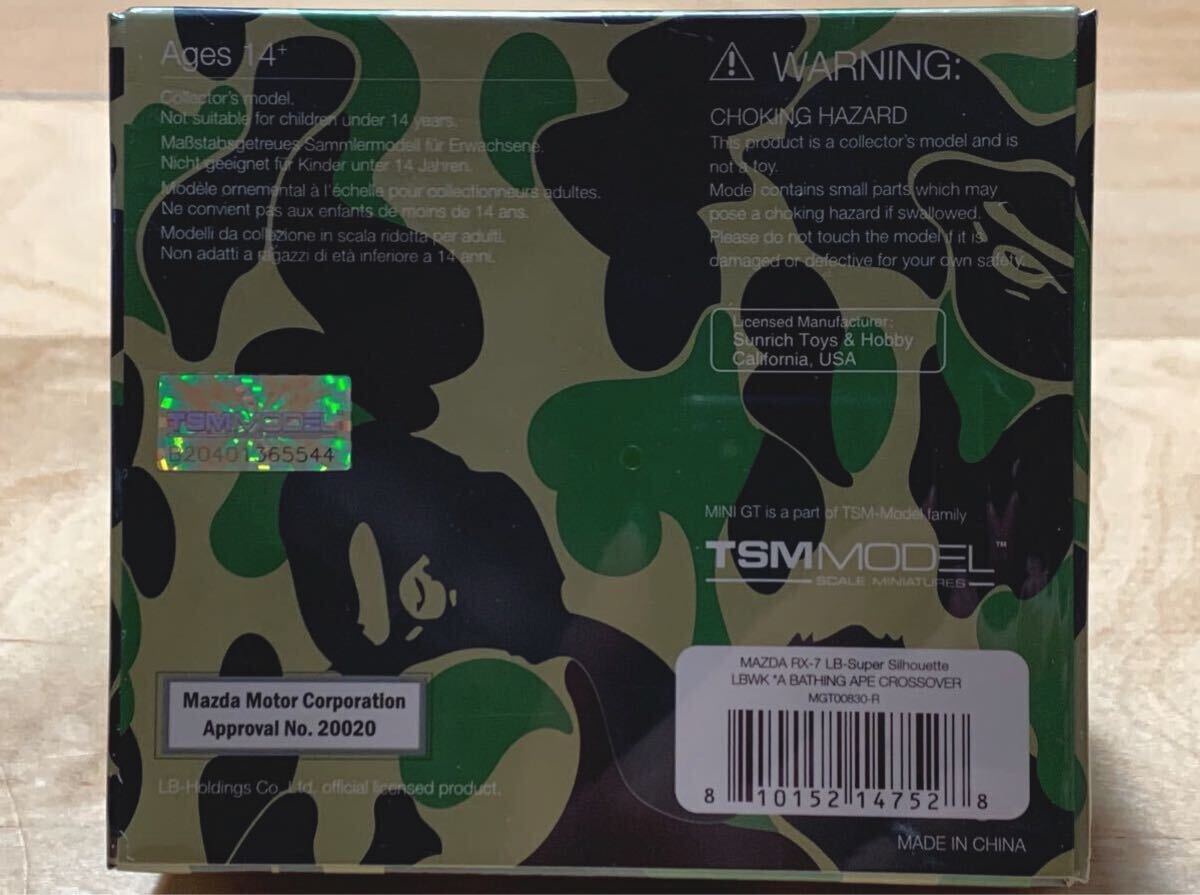 Ages 14+
Collector's model.
Not suitable for children under 14 years.
Maßstabsgetreues Sammlermodell für Erwachsene.
Nicht geeignet für Kinder unter 14 Jahren.
Modèle ornemental à l'échelle pour collectionneurs adultes.
Ne convient pas aux enfants de moins de 14 ans.
Modelli da collezione in scala ridotta per adulti.
Non adatti a ragazzi di età inferiore a 14 anni.
WARNING:
CHOKING HAZARD
This product is a collector's model and is
not a toy.
Model contains small parts which may
pose a choking hazard if swallowed.
Please do not touch the model if it is
damaged or defective for your own safety.
Licensed Manufacturer:
Sunrich Toys & Hobby
California, USA
TSMMODEL
B20401365544
MINI GT is a part of TSM-Model family
TSMMODEL™
SCALE MINIATURES
Mazda Motor Corporation
Approval No. 20020
LB-Holdings Co. Ltd. official licensed product.
MAZDA RX-7 LB-Super Silhouette
LBWK *A BATHING APE CROSSOVER
MGT00830-R
8 10152 14752 8
MADE IN CHINA